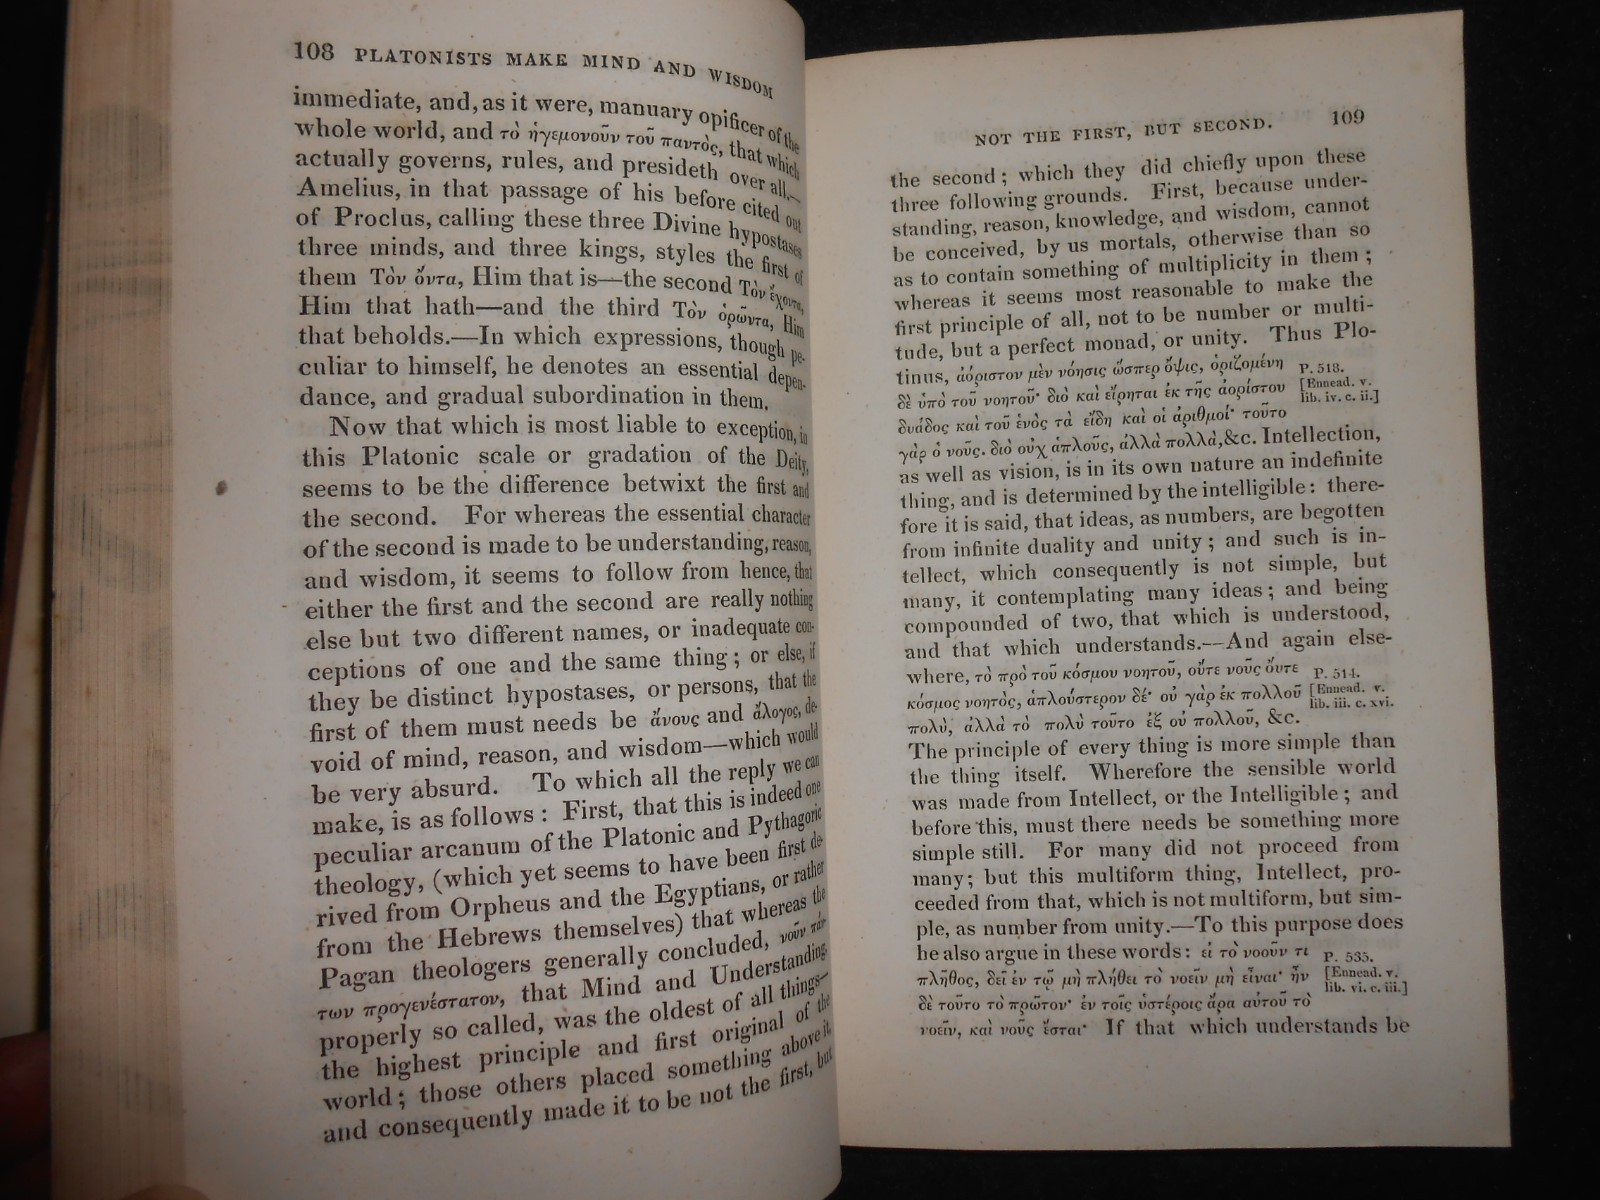 108 PLATONISTS MAKE MIND AND WISDOM
immediate, and, as it were, manuary opificer of the
whole world, and τὸ ἡγεμονοῦν τοῦ παντὸς, that which
actually governs, rules, and presideth over all.—
Amelius, in that passage of his before cited out
of Proclus, calling these three Divine hypostases
three minds, and three kings, styles the first of
them Τὸν ὄντα, Him that is—the second Τὸν ἔχοντα,
Him that hath—and the third Τὸν ὁρῶντα, Him
that beholds.—In which expressions, though pe-
culiar to himself, he denotes an essential depen-
dance, and gradual subordination in them.
Now that which is most liable to exception, in
this Platonic scale or gradation of the Deity,
seems to be the difference betwixt the first and
the second. For whereas the essential character
of the second is made to be understanding, reason,
and wisdom, it seems to follow from hence, that
either the first and the second are really nothing
else but two different names, or inadequate con-
ceptions of one and the same thing; or else, if
they be distinct hypostases, or persons, that the
first of them must needs be ἄνους and ἄλογος, de-
void of mind, reason, and wisdom—which would
be very absurd. To which all the reply we can
make, is as follows: First, that this is indeed one
peculiar arcanum of the Platonic and Pythagoric
theology, (which yet seems to have been first de-
rived from Orpheus and the Egyptians, or rather
from the Hebrews themselves) that whereas the
Pagan theologers generally concluded, νοῦν πάν-
των προγενέστατον, that Mind and Understanding,
properly so called, was the oldest of all things—
the highest principle and first original of the
world; those others placed something above it,
and consequently made it to be not the first, but
NOT THE FIRST, BUT SECOND. 109
the second; which they did chiefly upon these
three following grounds. First, because under-
standing, reason, knowledge, and wisdom, cannot
be conceived, by us mortals, otherwise than so
as to contain something of multiplicity in them;
whereas it seems most reasonable to make the
first principle of all, not to be number or multi-
tude, but a perfect monad, or unity. Thus Plo-
tinus, ἀόριστον μὲν νόησις ὥσπερ ὄψις, ὁριζομένη P. 518.
δὲ ὑπὸ τοῦ νοητοῦ· διὸ καὶ εἴρηται ἐκ τῆς ἀορίστου [Ennead. v.
δυάδος καὶ τοῦ ἑνὸς τὰ εἴδη καὶ οἱ ἀριθμοί· τοῦτο lib. iv. c. ii.]
γὰρ ὁ νοῦς. διὸ οὐχ ἁπλοῦς, ἀλλὰ πολλὰ, &c. Intellection,
as well as vision, is in its own nature an indefinite
thing, and is determined by the intelligible: there-
fore it is said, that ideas, as numbers, are begotten
from infinite duality and unity; and such is in-
tellect, which consequently is not simple, but
many, it contemplating many ideas; and being
compounded of two, that which is understood,
and that which understands.—And again else-
where, τὸ πρὸ τοῦ κόσμου νοητοῦ, οὔτε νοῦς οὔτε P. 514.
κόσμος νοητὸς, ἁπλούστερον δέ· οὐ γὰρ ἐκ πολλοῦ [Ennead. v.
πολὺ, ἀλλὰ τὸ πολὺ τοῦτο ἐξ οὐ πολλοῦ, &c. lib. iii. c. xvi.
The principle of every thing is more simple than
the thing itself. Wherefore the sensible world
was made from Intellect, or the Intelligible; and
before this, must there needs be something more
simple still. For many did not proceed from
many; but this multiform thing, Intellect, pro-
ceeded from that, which is not multiform, but sim-
ple, as number from unity.—To this purpose does
he also argue in these words: εἰ τὸ νοοῦν τι P. 535.
πλῆθος, δεῖ ἐν τῷ μὴ πλήθει τὸ νοεῖν μὴ εἶναι· ἦν [Ennead. v.
δὲ τοῦτο τὸ πρῶτον· ἐν τοῖς ὑστέροις ἄρα αὐτοῦ τὸ lib. vi. c. iii.]
νοεῖν, καὶ νοῦς ἔσται· If that which understands be